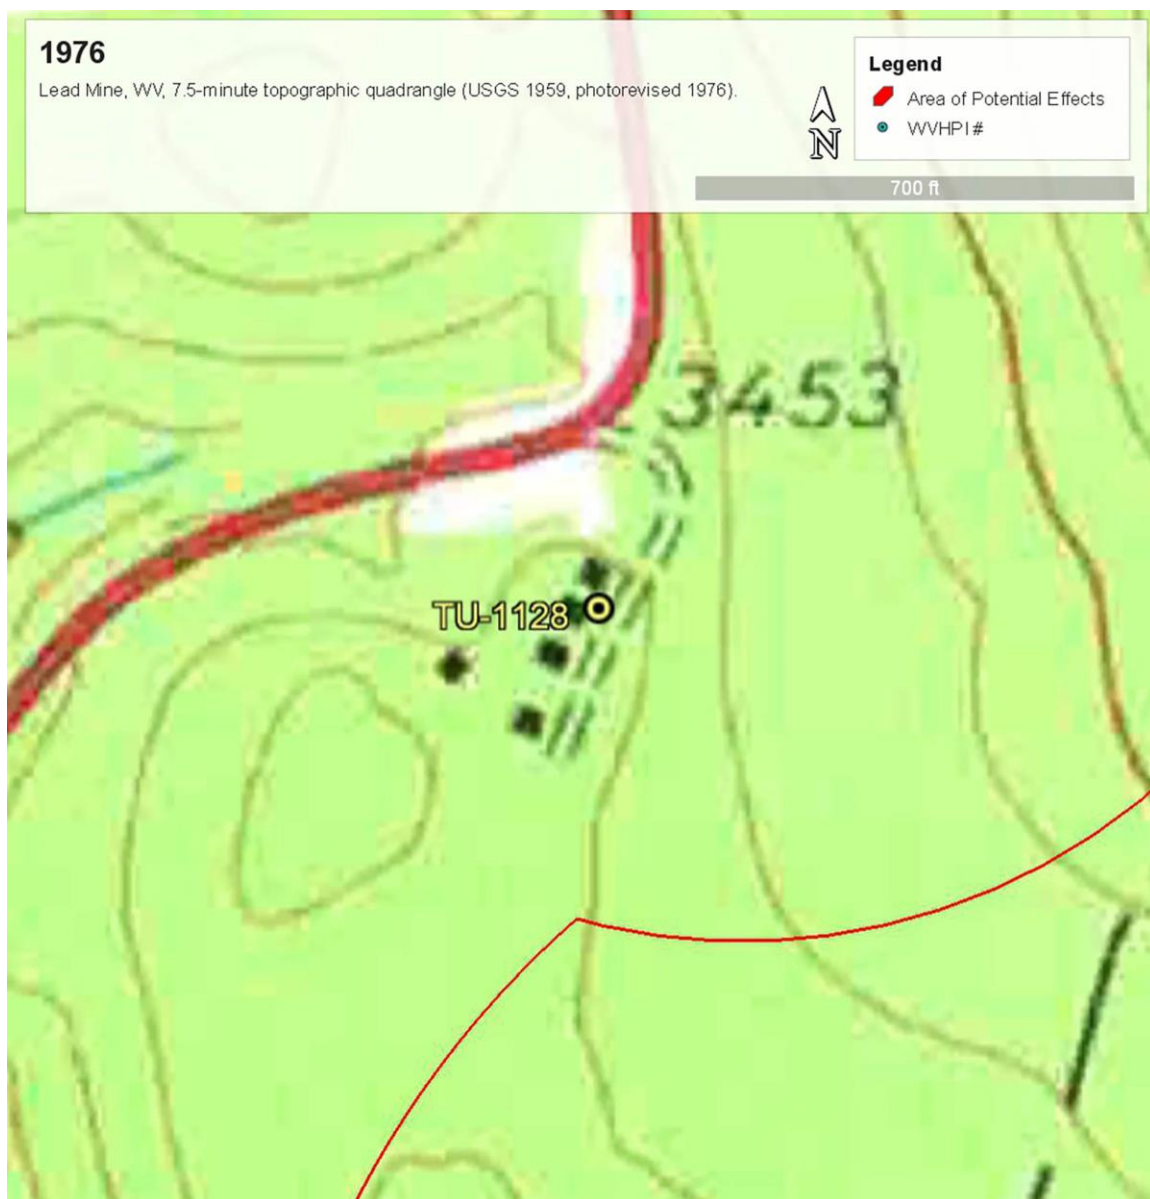 1976
Lead Mine, WV, 7.5-minute topographic quadrangle (USGS 1959, photorevised 1976).
N
Legend
Area of Potential Effects
WVHPI #
700 ft
3453
TU-1128